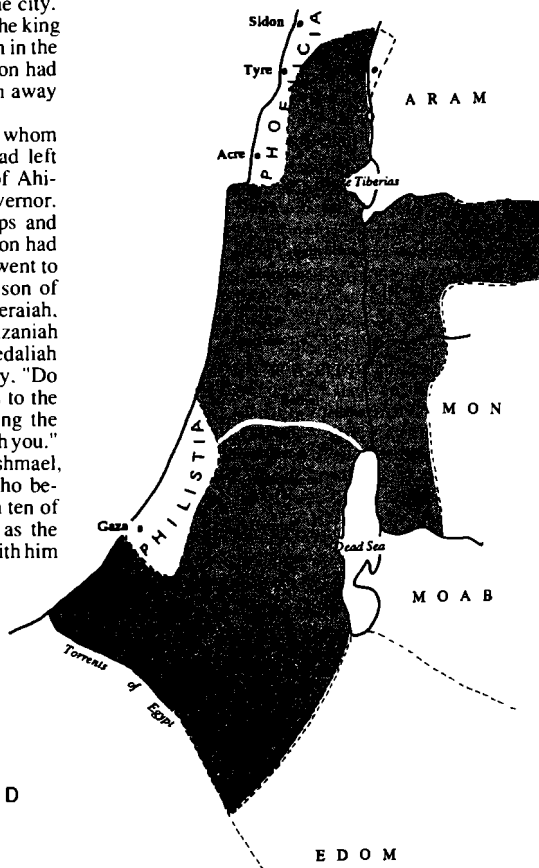 e city.
he king
n in the
on had
n away
whom
ad left
of Ahi-
vernor.
ps and
on had
went to
son of
eraiah,
zaniah
edaliah
y, "Do
s to the
ing the
h you."
shmael,
ho be-
n ten of
as the
ith him
Sidon
Tyre
Acre
PHOENICIA
ARAM
e Tiberias
MON
PHILISTIA
Gaza
Dead Sea
MOAB
Torrents of Egypt
D
EDOM